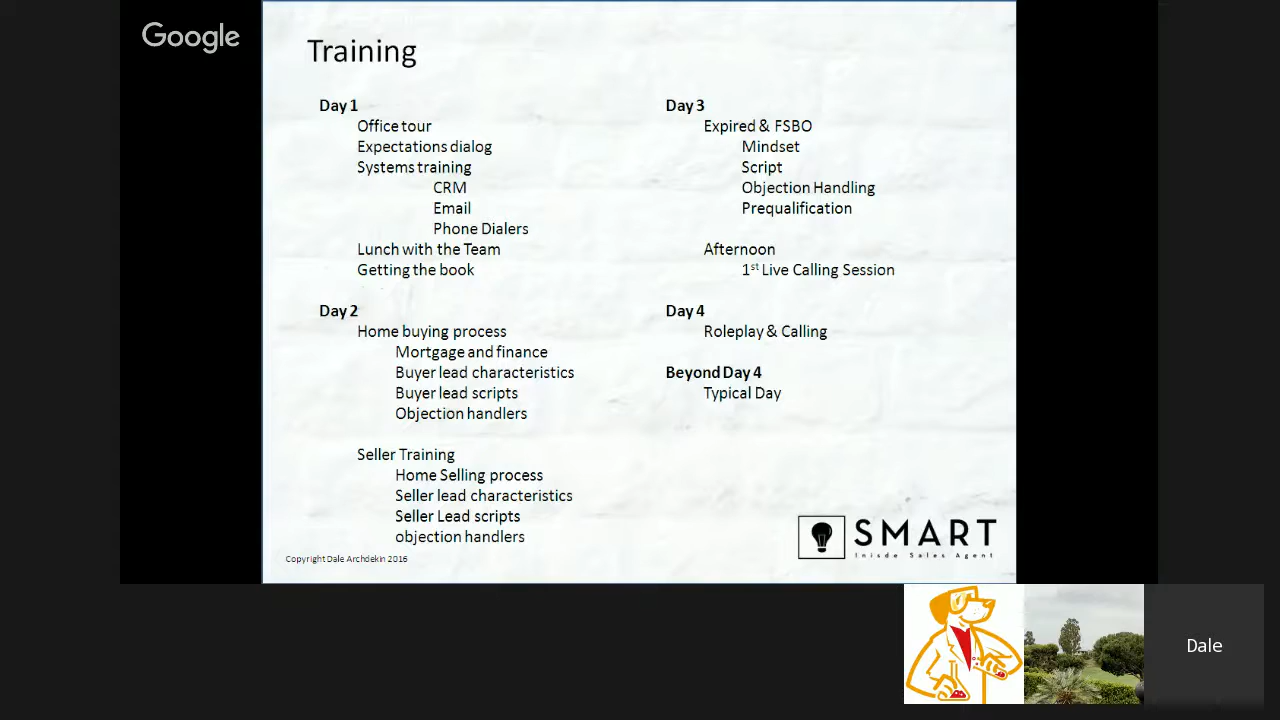 Google
Training
Day 1
Office tour
Expectations dialog
Systems training
CRM
Email
Phone Dialers
Lunch with the Team
Getting the book
Day 2
Home buying process
Mortgage and finance
Buyer lead characteristics
Buyer lead scripts
Objection handlers
Seller Training
Home Selling process
Seller lead characteristics
Seller Lead scripts
objection handlers
Day 3
Expired & FSBO
Mindset
Script
Objection Handling
Prequalification
Afternoon
1st Live Calling Session
Day 4
Roleplay & Calling
Beyond Day 4
Typical Day
Copyright Dale Archdekin 2016
SMART
Inisde Sales Agent
Dale